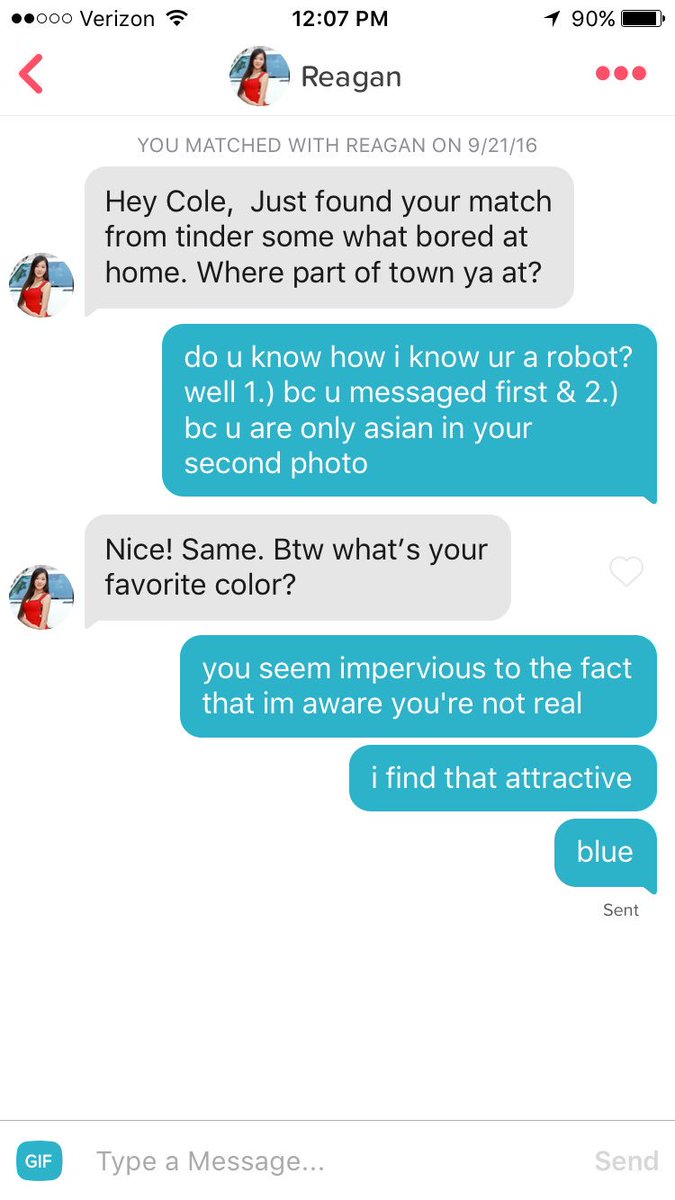 Verizon 12:07 PM 90%
Reagan
YOU MATCHED WITH REAGAN ON 9/21/16
Hey Cole,  Just found your match
from tinder some what bored at
home. Where part of town ya at?
do u know how i know ur a robot?
well 1.) bc u messaged first & 2.)
bc u are only asian in your
second photo
Nice! Same. Btw what's your
favorite color?
you seem impervious to the fact
that im aware you're not real
i find that attractive
blue
Sent
GIF Type a Message... Send